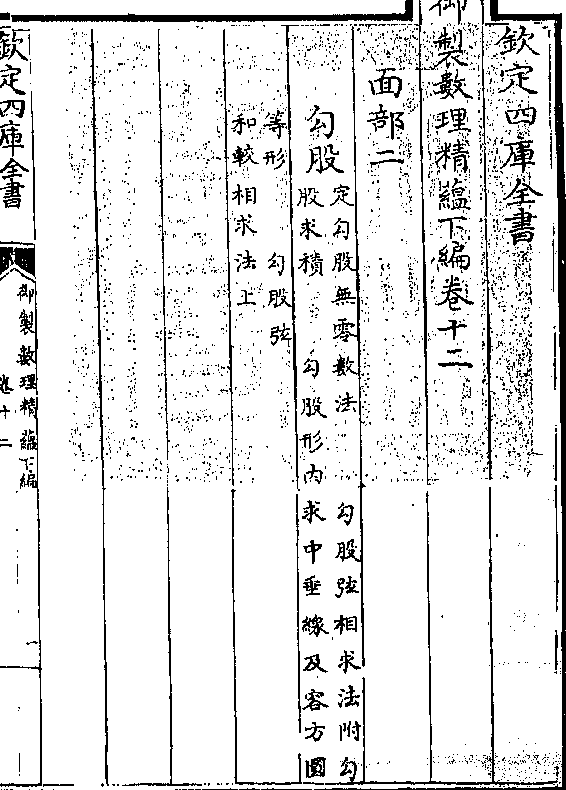 欽定四庫全書
御製數理精蘊下編卷十二
面部二
勾股
定勾股無零數法 勾股弦相求法附勾
股求積 勾股形内求中垂線及容方圓
等形 勾股弦
和較相求法上
欽定四庫全書
御製數理精蘊下編
卷十二
一